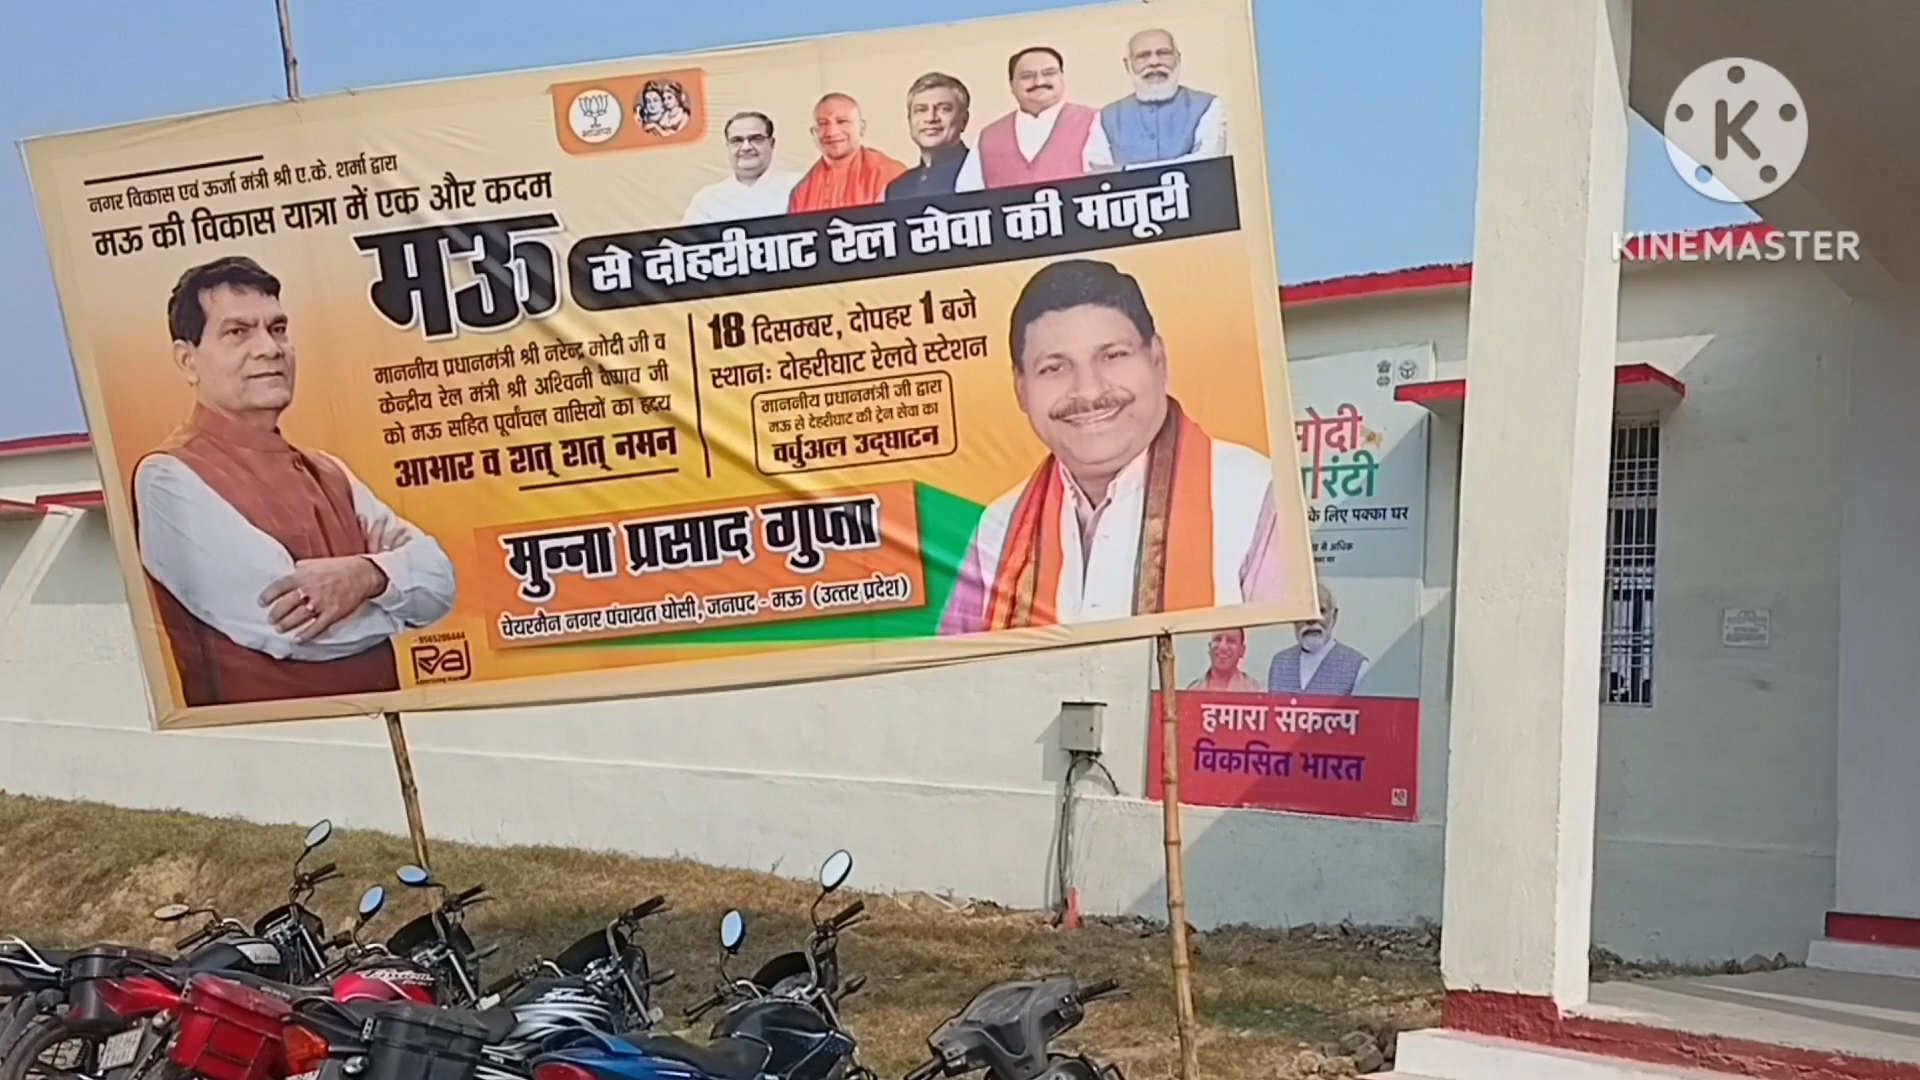 भाजपा
नगर विकास एवं ऊर्जा मंत्री श्री ए.के. शर्मा द्वारा
मऊ की विकास यात्रा में एक और कदम
मऊ से दोहरीघाट रेल सेवा की मंजूरी
माननीय प्रधानमंत्री श्री नरेन्द्र मोदी जी व
केन्द्रीय रेल मंत्री श्री अश्विनी वैष्णव जी
को मऊ सहित पूर्वांचल वासियों का हृदय
आभार व शत् शत् नमन
18 दिसम्बर, दोपहर 1 बजे
स्थानः दोहरीघाट रेलवे स्टेशन
माननीय प्रधानमंत्री जी द्वारा
मऊ से देहरीघाट की ट्रेन सेवा का
वर्चुअल उद्घाटन
मुन्ना प्रसाद गुप्ता
चेयरमैन नगर पंचायत घोसी, जनपद - मऊ (उत्तर प्रदेश)
9565206444
Raj
मोदी
गारंटी
के लिए पक्का घर
से अधिक
हमारा संकल्प
विकसित भारत
K
KINEMASTER